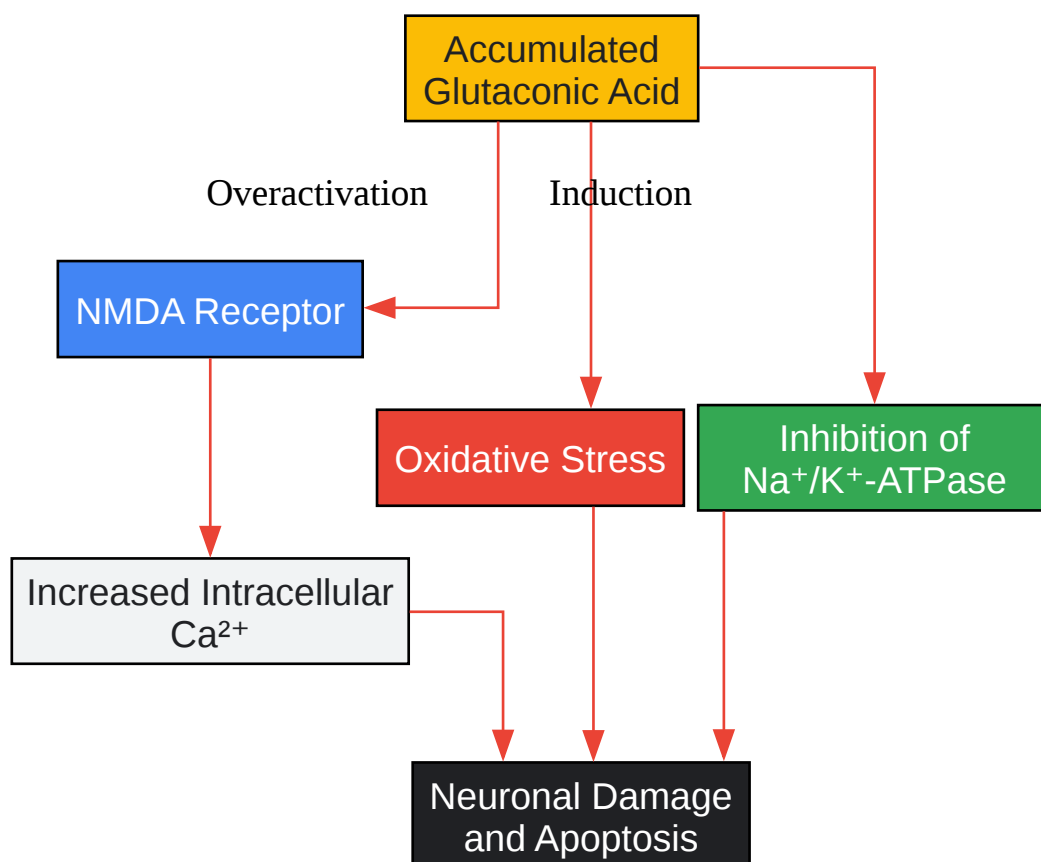 Accumulated
Glutaconic Acid
Overactivation
Induction
NMDA Receptor
Oxidative Stress
Inhibition of
Na⁺/K⁺-ATPase
Increased Intracellular
Ca²⁺
Neuronal Damage
and Apoptosis